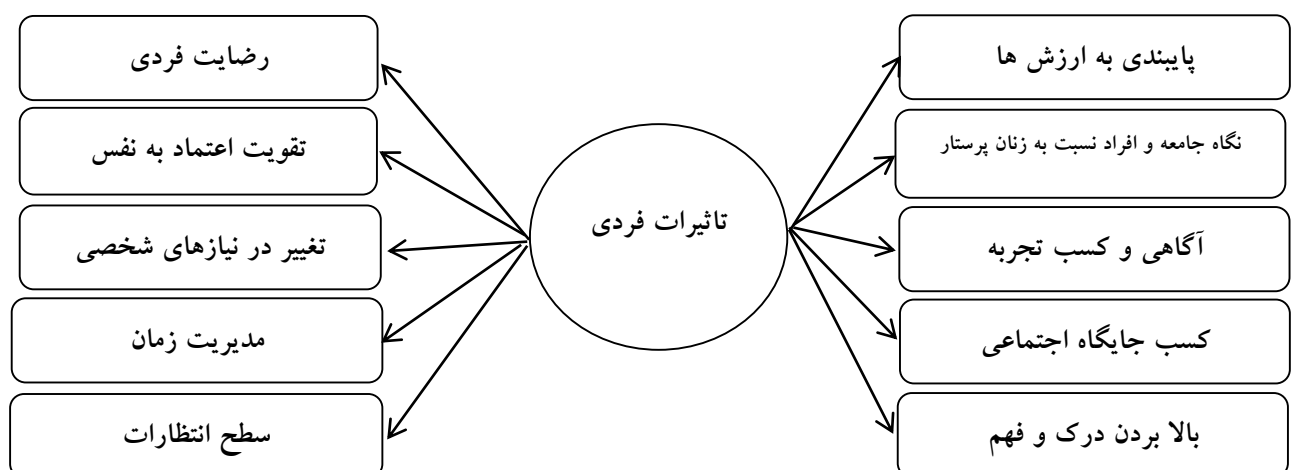 پایبندی به ارزش ها
نگاه جامعه و افراد نسبت به زنان پرستار
آگاهی و کسب تجربه
کسب جایگاه اجتماعی
بالا بردن درک و فهم
تاثیرات فردی
رضایت فردی
تقویت اعتماد به نفس
تغییر در نیازهای شخصی
مدیریت زمان
سطح انتظارات